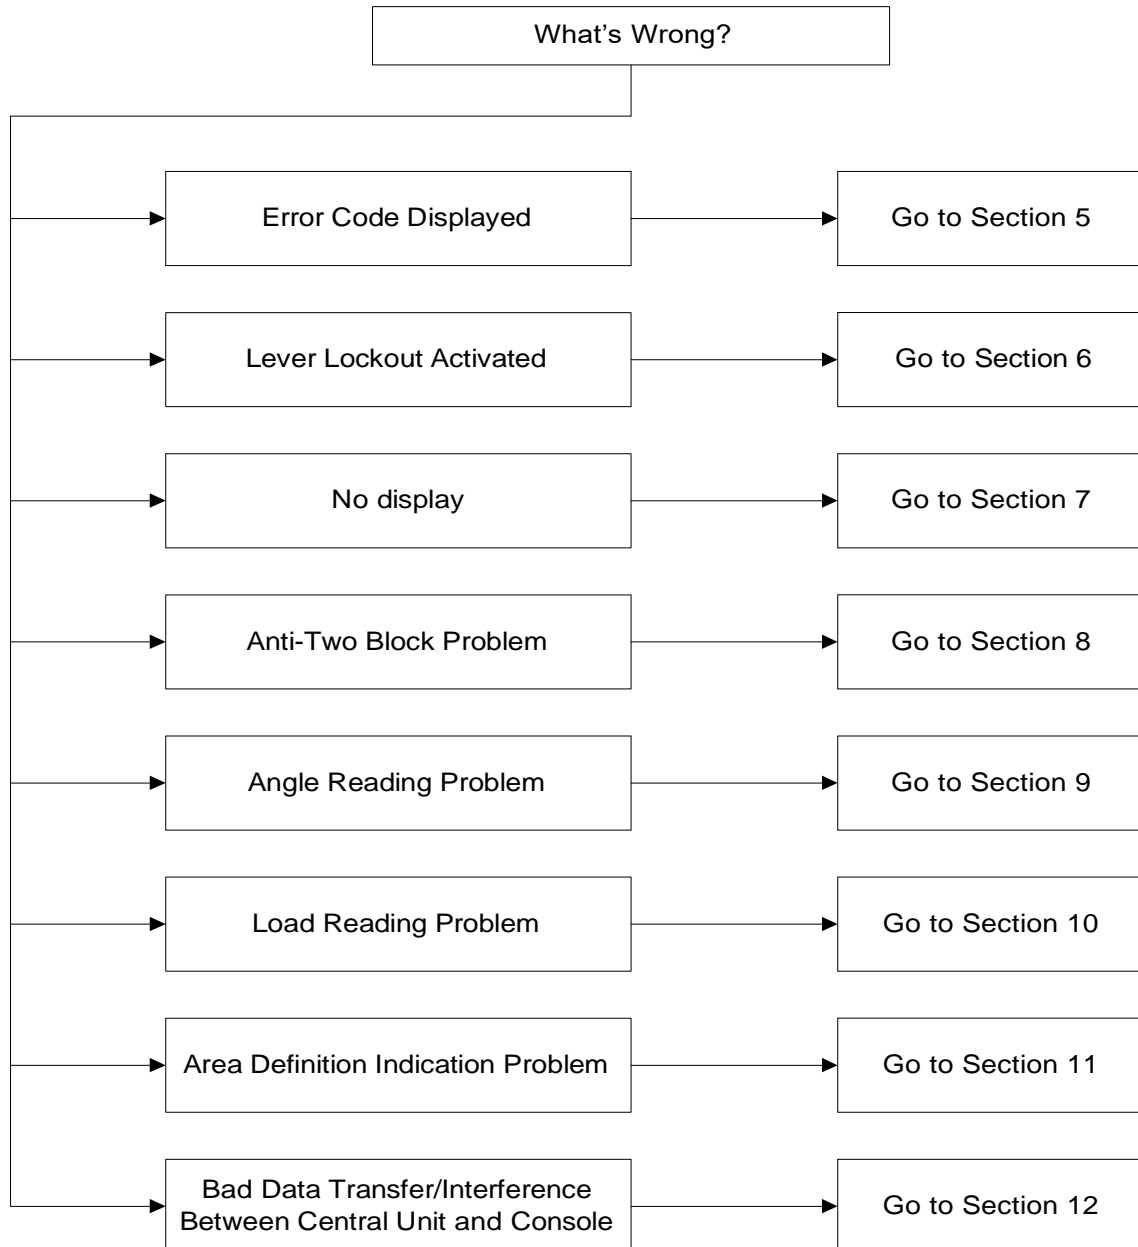 What’s Wrong?
Error Code Displayed
Go to Section 5
Lever Lockout Activated
Go to Section 6
No display
Go to Section 7
Anti-Two Block Problem
Go to Section 8
Angle Reading Problem
Go to Section 9
Load Reading Problem
Go to Section 10
Area Definition Indication Problem
Go to Section 11
Bad Data Transfer/Interference
Between Central Unit and Console
Go to Section 12